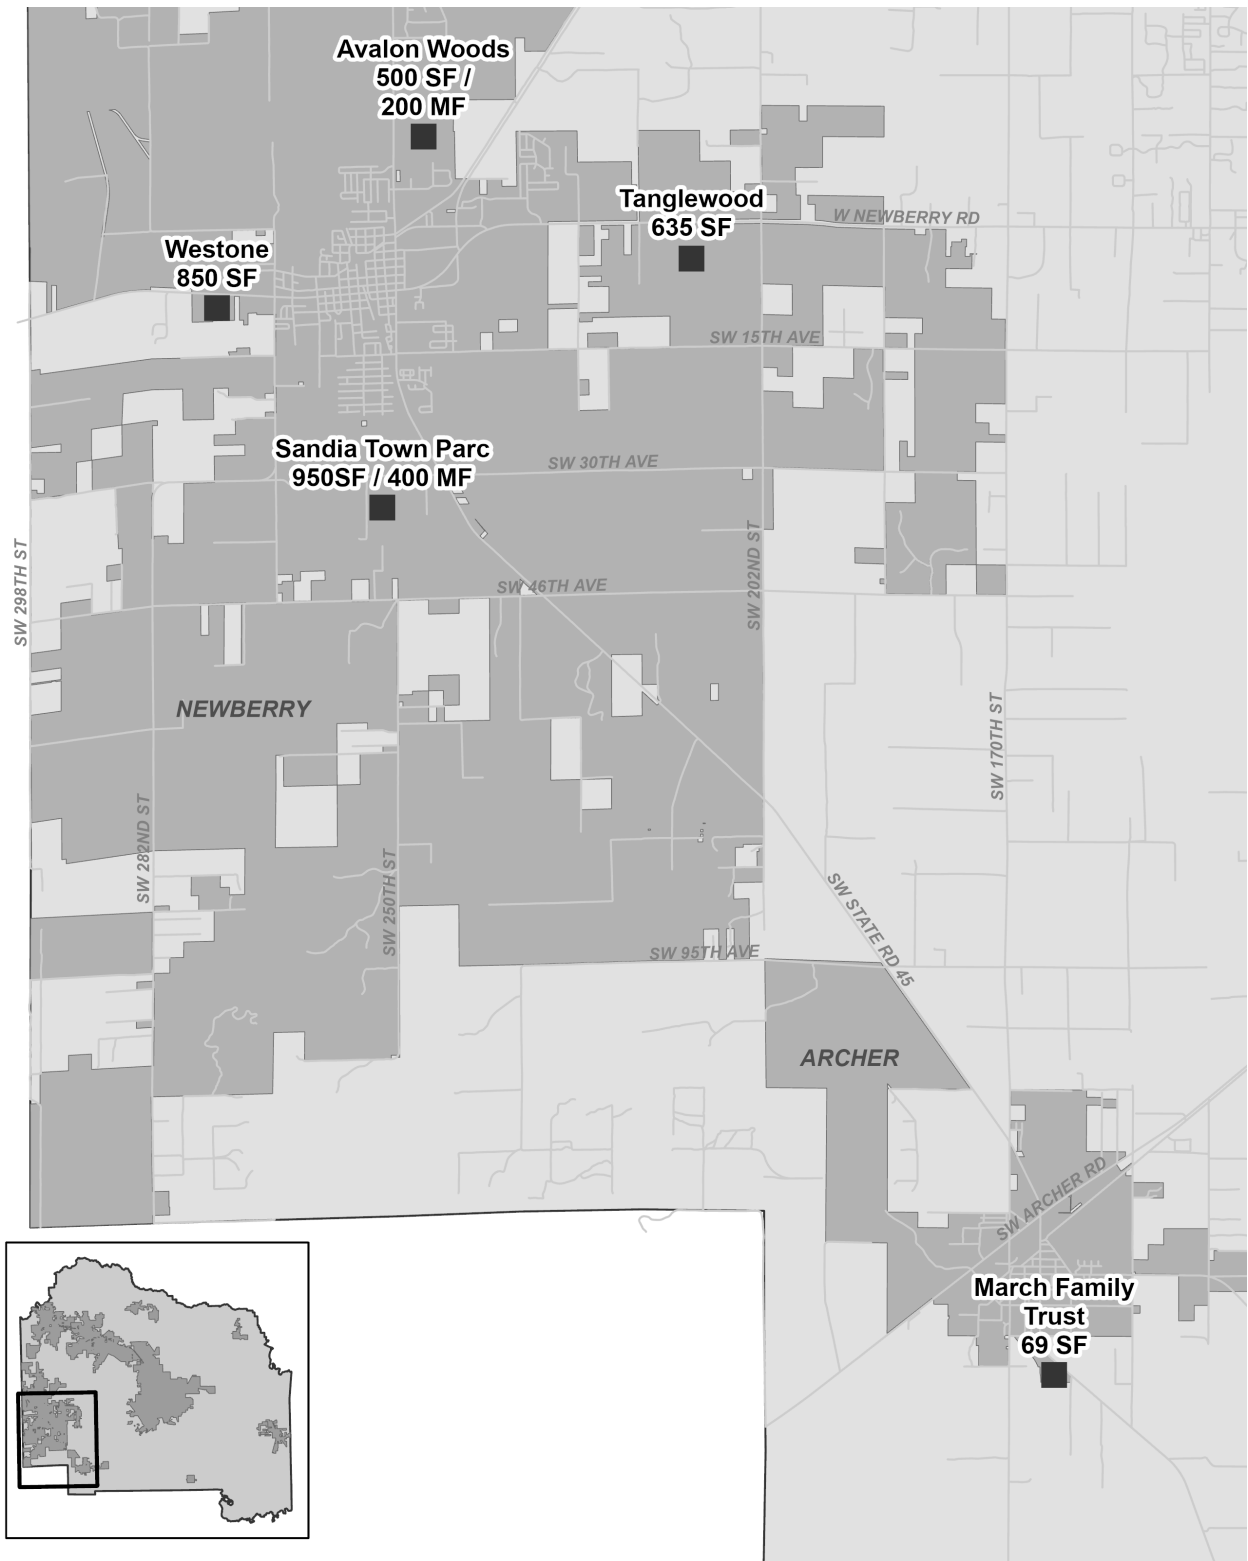 Avalon Woods
500 SF /
200 MF
Tanglewood
635 SF
W NEWBERRY RD
Westone
850 SF
SW 15TH AVE
Sandia Town Parc
950SF / 400 MF
SW 30TH AVE
SW 298TH ST
SW 202ND ST
SW 46TH AVE
NEWBERRY
SW 170TH ST
SW 282ND ST
SW 250TH ST
SW STATE RD 45
SW 95TH AVE
ARCHER
SW ARCHER RD
March Family
Trust
69 SF